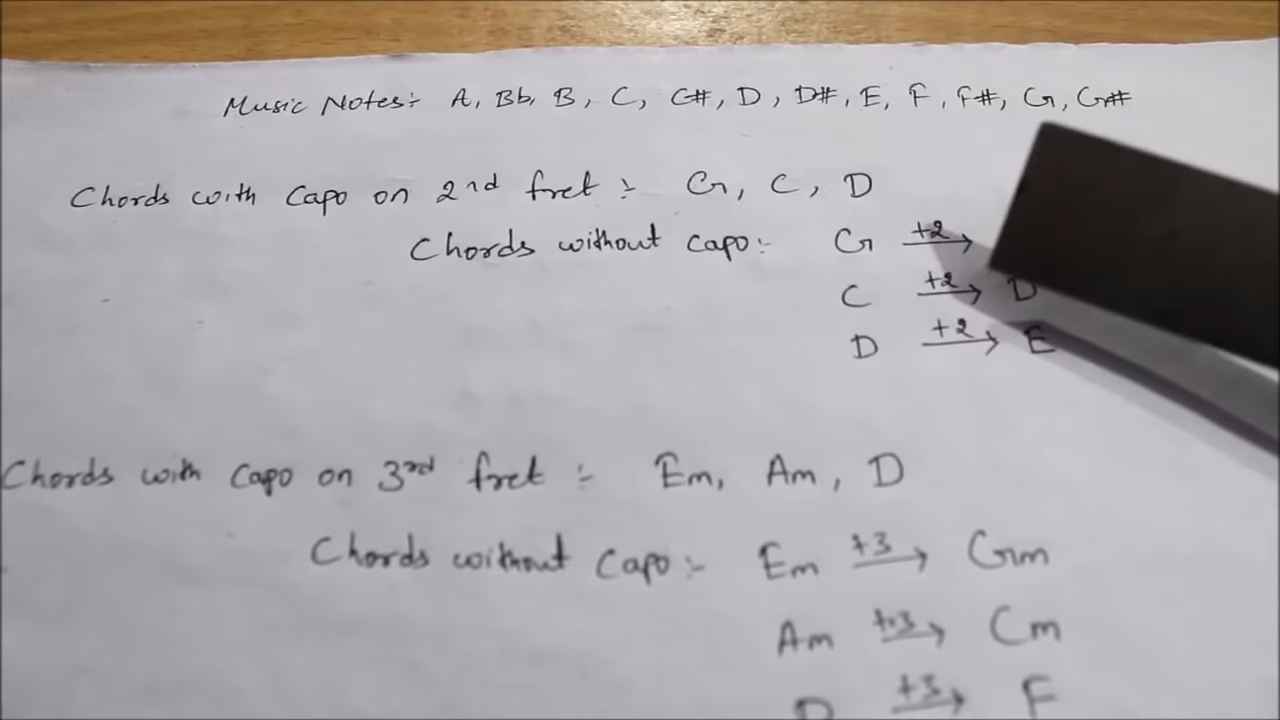 Music Notes:- A, Bb, B, C, C#, D, D#, E, F, F#, G, G#
Chords with Capo on 2nd fret :- G, C, D
Chords without capo:- G +2→
C +2→ D
D +2→ E
Chords with Capo on 3rd fret :- Em, Am, D
Chords without Capo:- Em +3→ Gm
Am +3→ Cm
D +3→ F